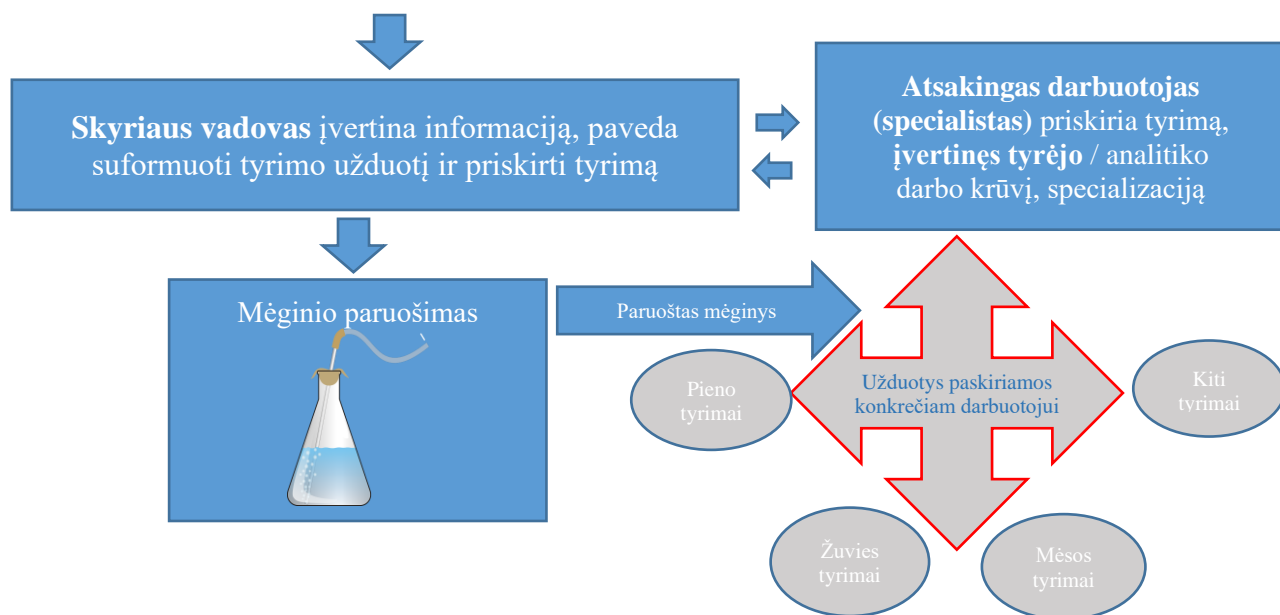 Skyriaus vadovas įvertina informaciją, paveda
suformuoti tyrimo užduotį ir priskirti tyrimą
Atsakingas darbuotojas
(specialistas) priskiria tyrimą,
įvertinęs tyrėjo / analitiko
darbo krūvį, specializaciją
Mėginio paruošimas
Paruoštas mėginys
Pieno
tyrimai
Užduotys paskiriamos
konkrečiam darbuotojui
Kiti
tyrimai
Žuvies
tyrimai
Mėsos
tyrimai